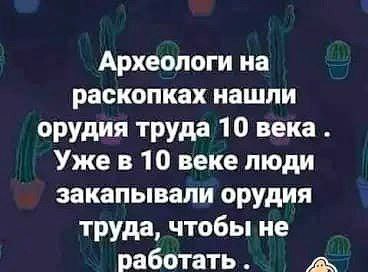 Археологи на
раскопках нашли
орудия труда 10 века .
Уже в 10 веке люди
закапывали орудия
труда, чтобы не
работать .